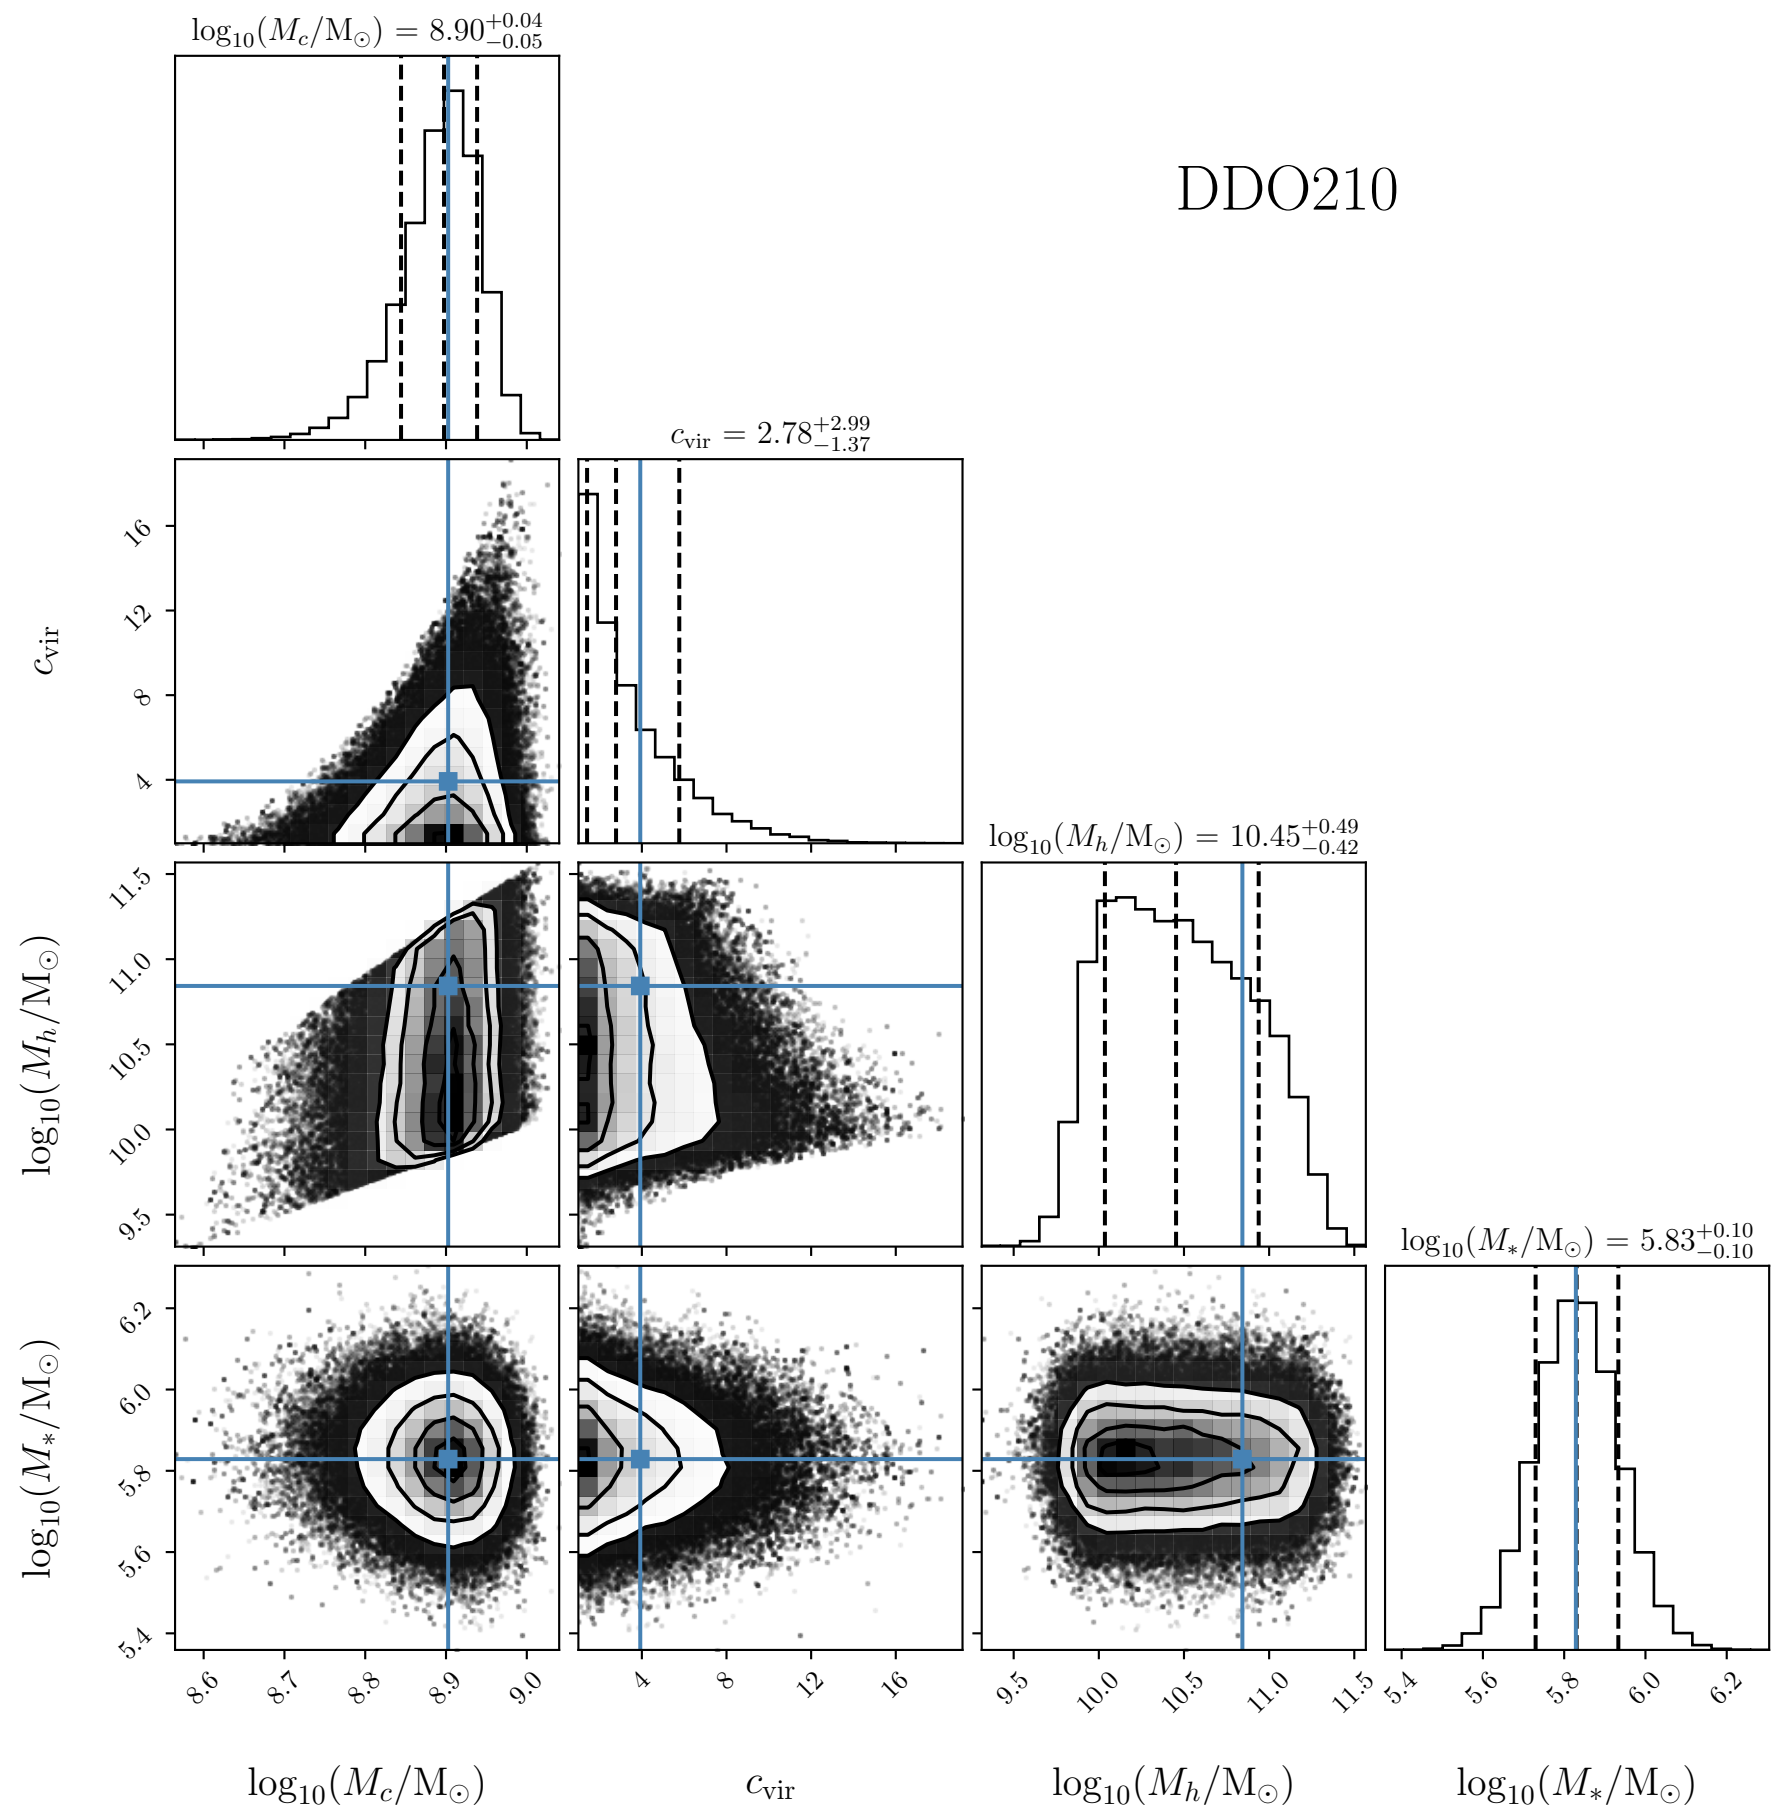 log₁₀(M_c/M_⊙) = 8.90^{+0.04}_{−0.05}
DDO210
c_vir = 2.78^{+2.99}_{−1.37}
16
12
8
4
c_vir
log₁₀(M_h/M_⊙) = 10.45^{+0.49}_{−0.42}
11.5
11.0
10.5
10.0
9.5
log₁₀(M_h/M_⊙)
log₁₀(M_*/M_⊙) = 5.83^{+0.10}_{−0.10}
6.2
6.0
5.8
5.6
5.4
log₁₀(M_*/M_⊙)
8.6 8.7 8.8 8.9 9.0 4 8 12 16 9.5 10.0 10.5 11.0 11.5 5.4 5.6 5.8 6.0 6.2
log₁₀(M_c/M_⊙) c_vir log₁₀(M_h/M_⊙) log₁₀(M_*/M_⊙)